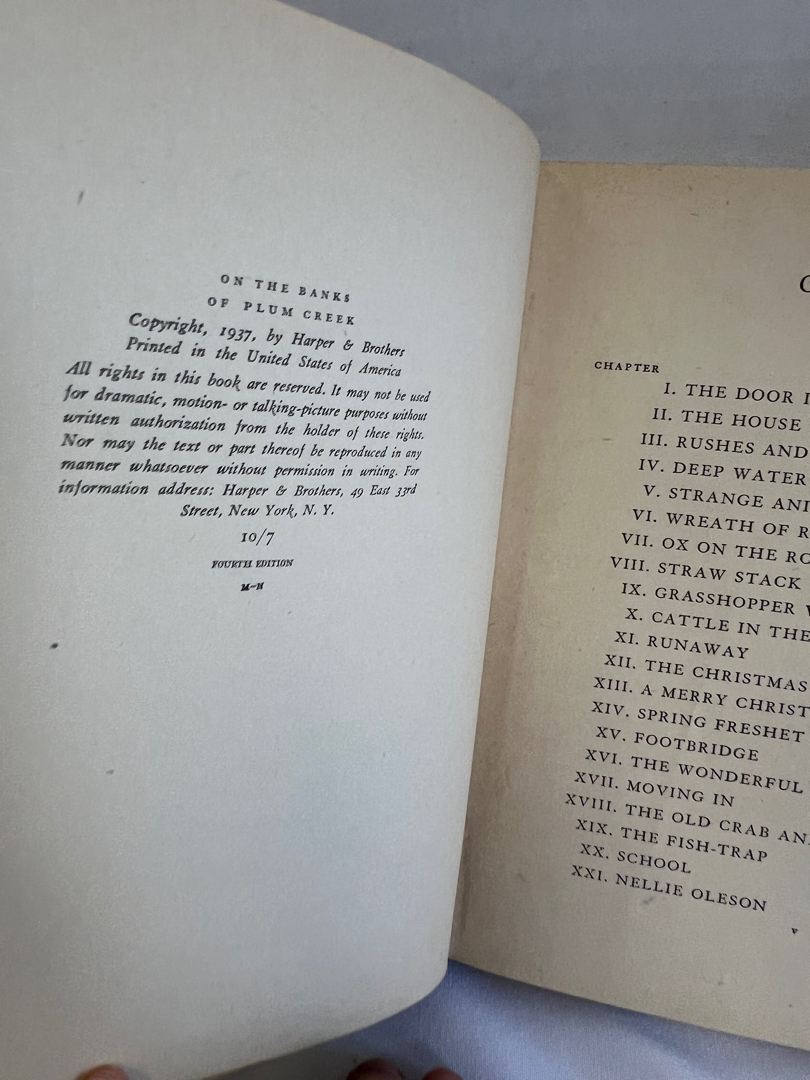 ON THE BANKS
OF PLUM CREEK
Copyright, 1937, by Harper & Brothers
Printed in the United States of America
All rights in this book are reserved. It may not be used
for dramatic, motion- or talking-picture purposes without
written authorization from the holder of these rights.
Nor may the text or part thereof be reproduced in any
manner whatsoever without permission in writing. For
information address: Harper & Brothers, 49 East 33rd
Street, New York, N. Y.
10/7
FOURTH EDITION
M-N
C
CHAPTER
I. THE DOOR I
II. THE HOUSE
III. RUSHES AND
IV. DEEP WATER
V. STRANGE ANI
VI. WREATH OF R
VII. OX ON THE RO
VIII. STRAW STACK
IX. GRASSHOPPER
X. CATTLE IN THE
XI. RUNAWAY
XII. THE CHRISTMAS
XIII. A MERRY CHRIST
XIV. SPRING FRESHET
XV. FOOTBRIDGE
XVI. THE WONDERFUL
XVII. MOVING IN
XVIII. THE OLD CRAB AN
XIX. THE FISH-TRAP
XX. SCHOOL
XXI. NELLIE OLESON
v